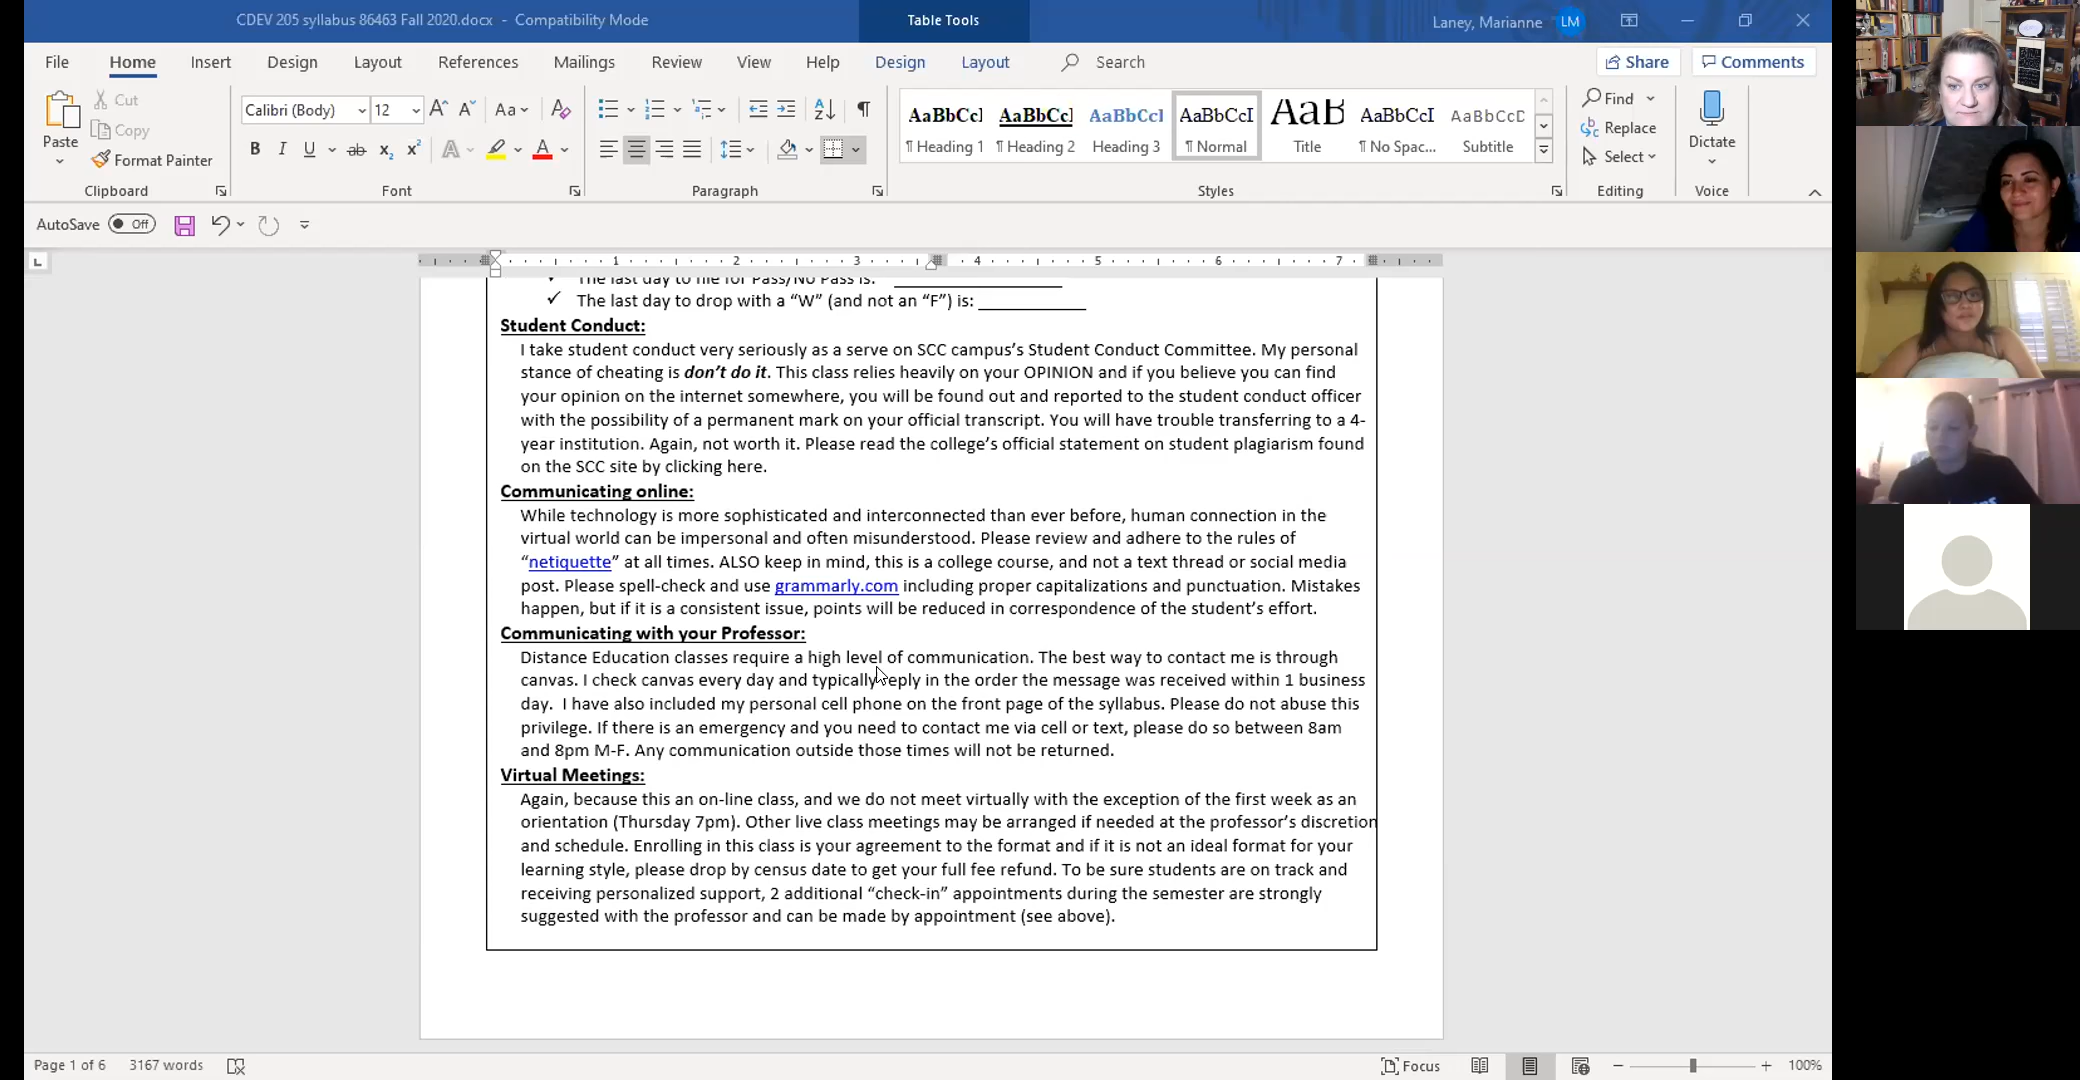 CDEV 205 syllabus 86463 Fall 2020.docx - Compatibility Mode
Table Tools
Laney, Marianne LM
File Home Insert Design Layout References Mailings Review View Help Design Layout Search Share Comments
Cut
Copy
Paste
Format Painter
Clipboard
Calibri (Body) 12
Font
Paragraph
AaBbCcI AaBbCcI AaBbCcI AaBbCcI AaB AaBbCcI AaBbCcD
¶ Heading 1 ¶ Heading 2 Heading 3 ¶ Normal Title ¶ No Spac... Subtitle
Styles
Find
Replace
Select
Editing
Dictate
Voice
AutoSave Off
1 2 3 4 5 6 7
The last day to file for Pass/No Pass is:
✓ The last day to drop with a “W” (and not an “F”) is: ___________
Student Conduct:
I take student conduct very seriously as a serve on SCC campus’s Student Conduct Committee. My personal
stance of cheating is don’t do it. This class relies heavily on your OPINION and if you believe you can find
your opinion on the internet somewhere, you will be found out and reported to the student conduct officer
with the possibility of a permanent mark on your official transcript. You will have trouble transferring to a 4-
year institution. Again, not worth it. Please read the college’s official statement on student plagiarism found
on the SCC site by clicking here.
Communicating online:
While technology is more sophisticated and interconnected than ever before, human connection in the
virtual world can be impersonal and often misunderstood. Please review and adhere to the rules of
“netiquette” at all times. ALSO keep in mind, this is a college course, and not a text thread or social media
post. Please spell-check and use grammarly.com including proper capitalizations and punctuation. Mistakes
happen, but if it is a consistent issue, points will be reduced in correspondence of the student’s effort.
Communicating with your Professor:
Distance Education classes require a high level of communication. The best way to contact me is through
canvas. I check canvas every day and typically reply in the order the message was received within 1 business
day. I have also included my personal cell phone on the front page of the syllabus. Please do not abuse this
privilege. If there is an emergency and you need to contact me via cell or text, please do so between 8am
and 8pm M-F. Any communication outside those times will not be returned.
Virtual Meetings:
Again, because this an on-line class, and we do not meet virtually with the exception of the first week as an
orientation (Thursday 7pm). Other live class meetings may be arranged if needed at the professor’s discretion
and schedule. Enrolling in this class is your agreement to the format and if it is not an ideal format for your
learning style, please drop by census date to get your full fee refund. To be sure students are on track and
receiving personalized support, 2 additional “check-in” appointments during the semester are strongly
suggested with the professor and can be made by appointment (see above).
Page 1 of 6 3167 words
Focus
100%